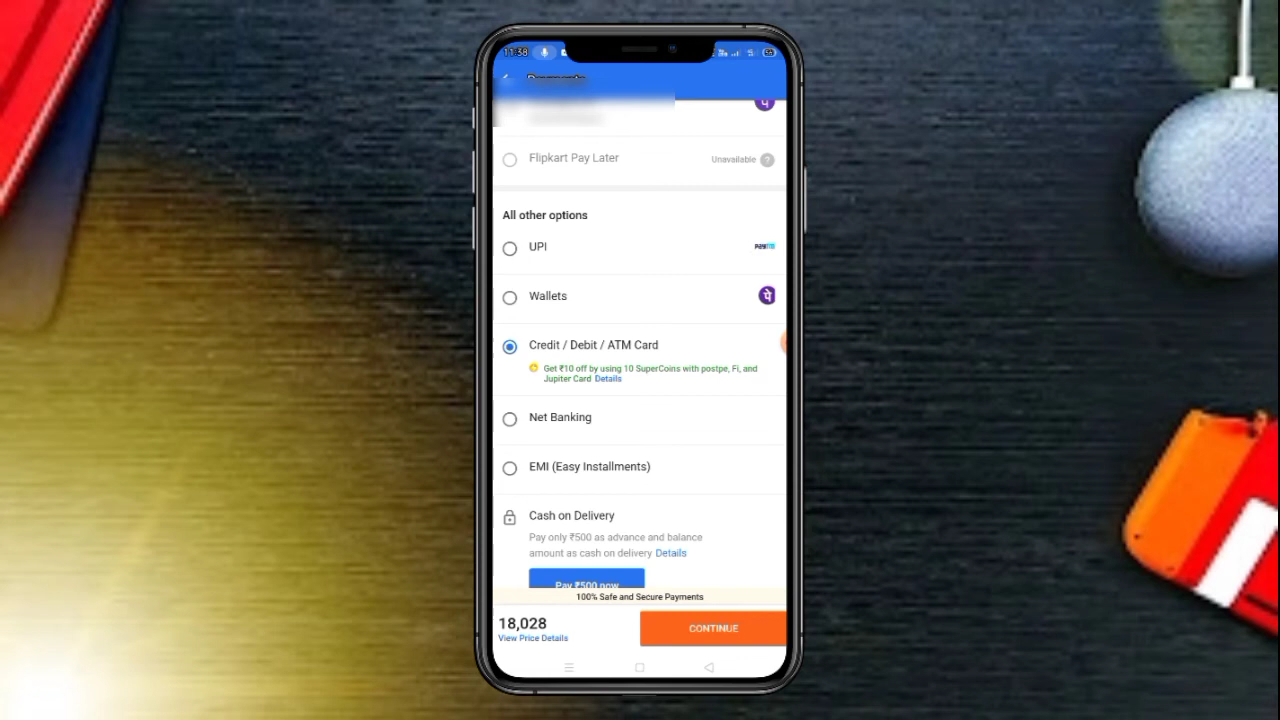 11:38
Payments
Flipkart Pay Later
Unavailable ?
All other options
UPI
Paytm
Wallets
पे
Credit / Debit / ATM Card
Get ₹10 off by using 10 SuperCoins with postpe, Fi, and
Jupiter Card Details
Net Banking
EMI (Easy Installments)
Cash on Delivery
Pay only ₹500 as advance and balance
amount as cash on delivery Details
Pay ₹500 now
100% Safe and Secure Payments
18,028
CONTINUE
View Price Details